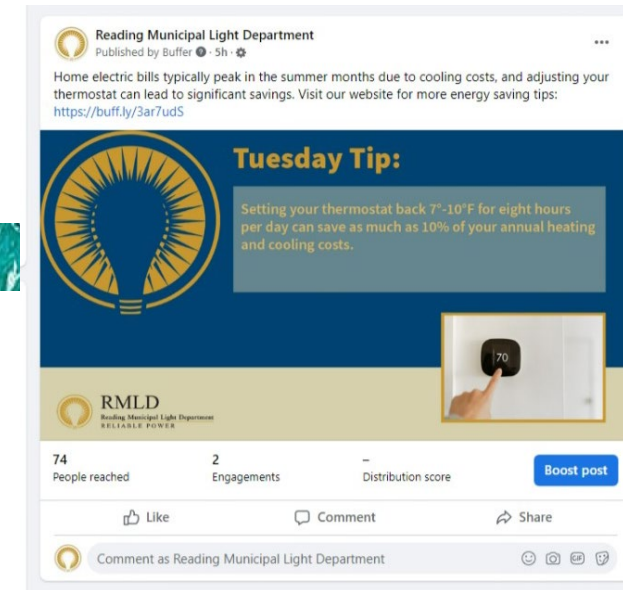 Reading Municipal Light Department
Published by Buffer · 5h ·
Home electric bills typically peak in the summer months due to cooling costs, and adjusting your
thermostat can lead to significant savings. Visit our website for more energy saving tips:
https://buff.ly/3ar7udS
Tuesday Tip:
Setting your thermostat back 7°-10°F for eight hours
per day can save as much as 10% of your annual heating
and cooling costs.
70
RMLD
Reading Municipal Light Department
RELIABLE POWER
74
People reached
2
Engagements
–
Distribution score
Boost post
Like
Comment
Share
Comment as Reading Municipal Light Department
GIF